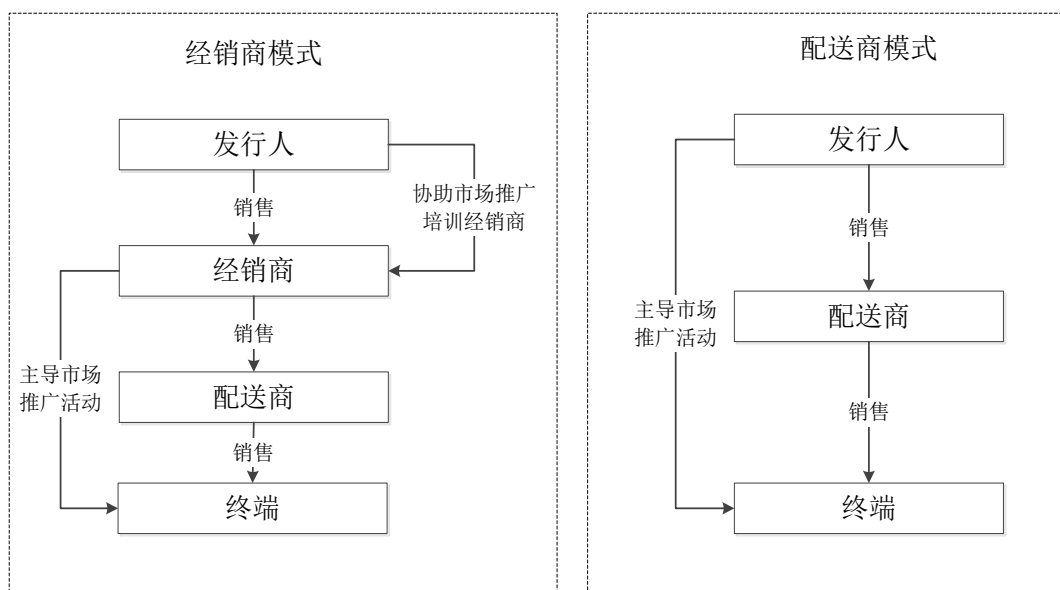 经销商模式
发行人
销售
协助市场推广
培训经销商
经销商
销售
主导市场
推广活动
配送商
销售
终端
配送商模式
发行人
销售
主导市场
推广活动
配送商
销售
终端